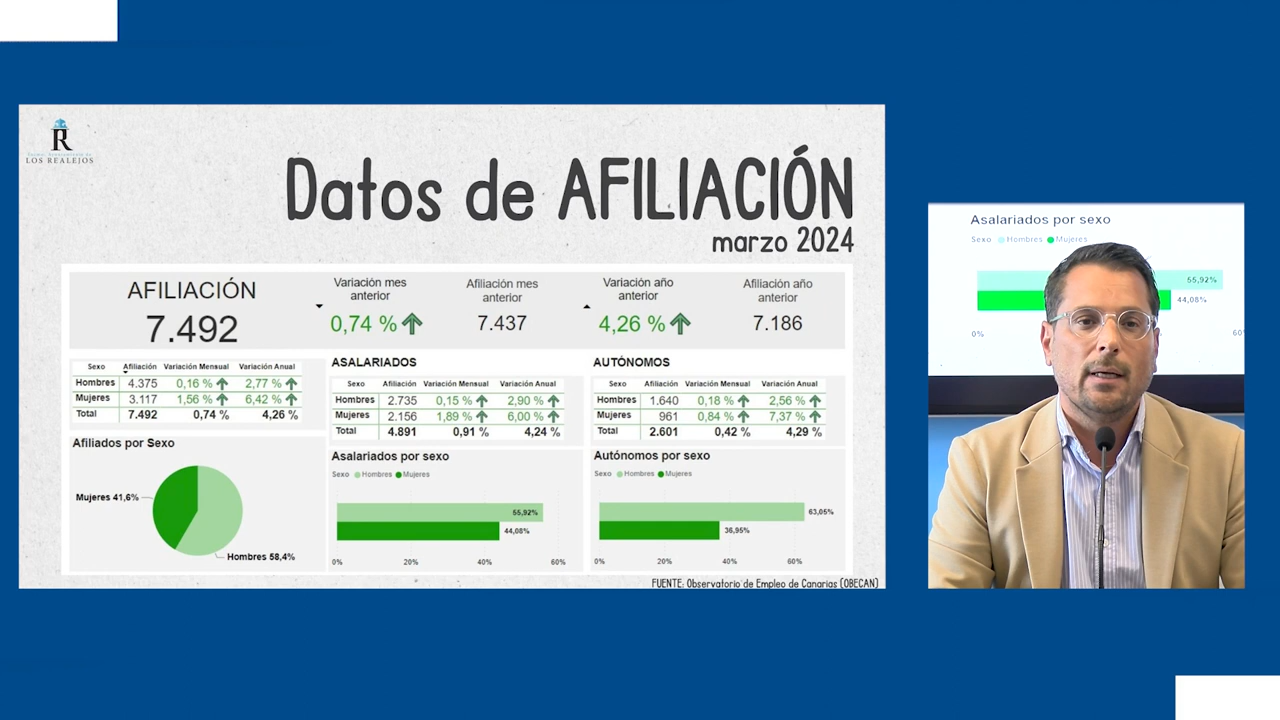 R
LOS REALEJOS
Datos de AFILIACIÓN
marzo 2024
AFILIACIÓN
7.492
Variación mes
anterior
0,74 %
Afiliación mes
anterior
7.437
Variación año
anterior
4,26 %
Afiliación año
anterior
7.186
Sexo Afiliación Variación Mensual Variación Anual
Hombres 4.375 0,16 % 2,77 %
Mujeres 3.117 1,56 % 6,42 %
Total 7.492 0,74 % 4,26 %
Afiliados por Sexo
Mujeres 41,6%
Hombres 58,4%
ASALARIADOS
Sexo Afiliación Variación Mensual Variación Anual
Hombres 2.735 0,15 % 2,90 %
Mujeres 2.156 1,89 % 6,00 %
Total 4.891 0,91 % 4,24 %
Asalariados por sexo
Sexo Hombres Mujeres
55,92%
44,08%
0% 20% 40% 60%
AUTÓNOMOS
Sexo Afiliación Variación Mensual Variación Anual
Hombres 1.640 0,18 % 2,56 %
Mujeres 961 0,84 % 7,37 %
Total 2.601 0,42 % 4,29 %
Autónomos por sexo
Sexo Hombres Mujeres
63,05%
36,95%
0% 20% 40% 60%
FUENTE: Observatorio de Empleo de Canarias (OBECAN)
Asalariados por sexo
Sexo Hombres Mujeres
55,92%
44,08%
0% 60